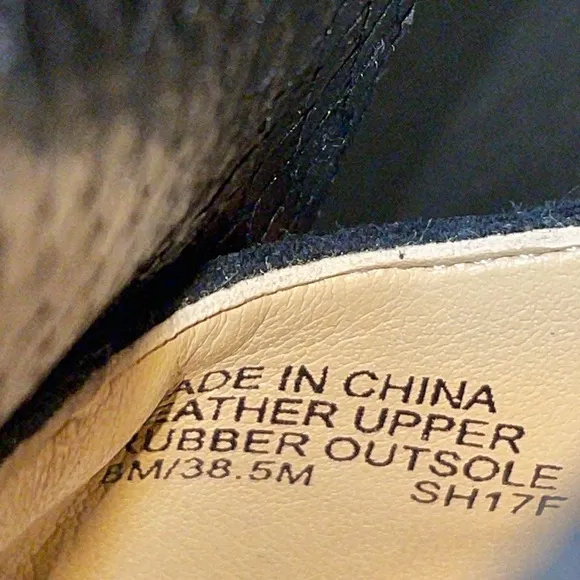 ADE IN CHINA
EATHER UPPER
RUBBER OUTSOLE
8M/38.5M SH17F